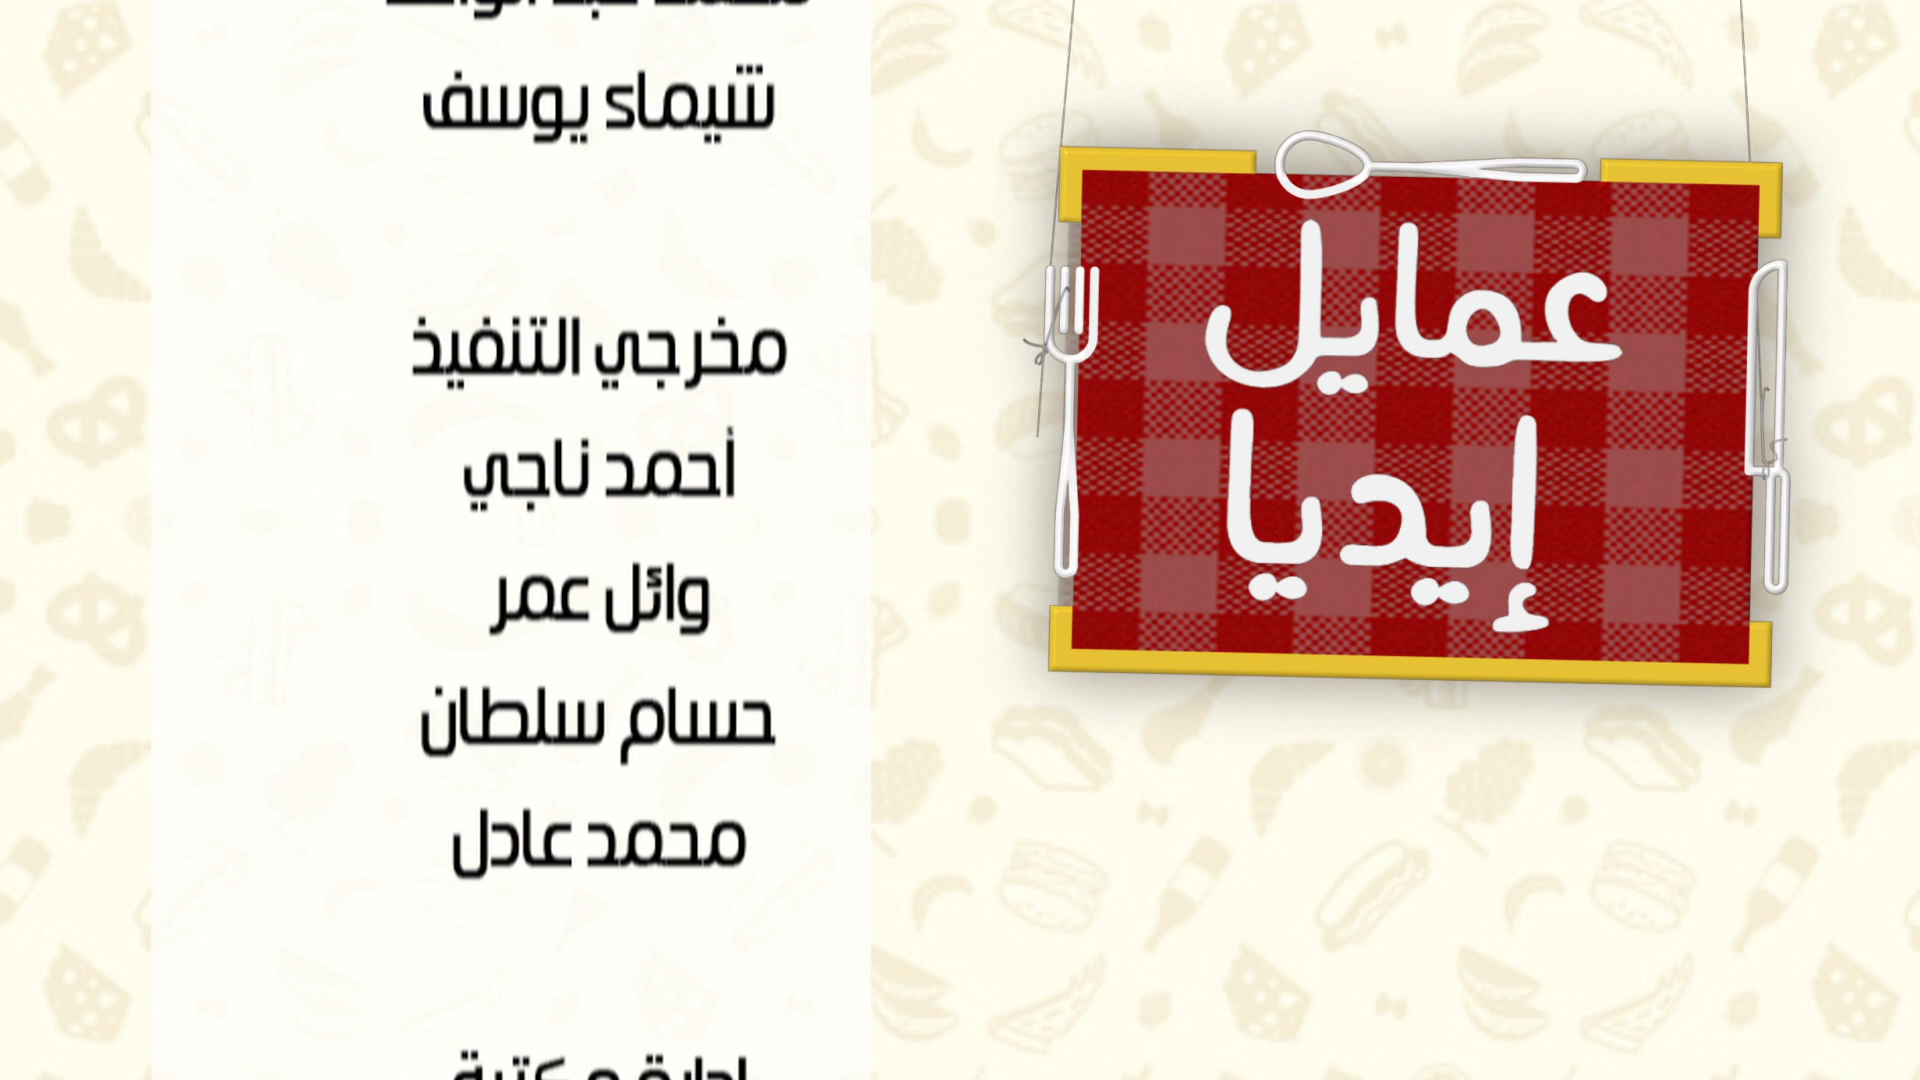 شيماء يوسف
مخرجي التنفيذ
أحمد ناجي
وائل عمر
حسام سلطان
محمد عادل
عمايل
إيديا